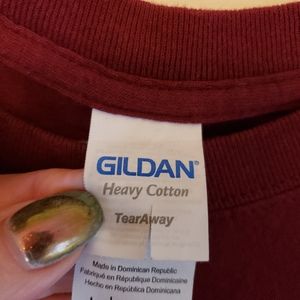 GILDAN®
Heavy Cotton
TearAway
Made in Dominican Republic
Fabriqué en République Dominicaine
Hecho en República Dominicana